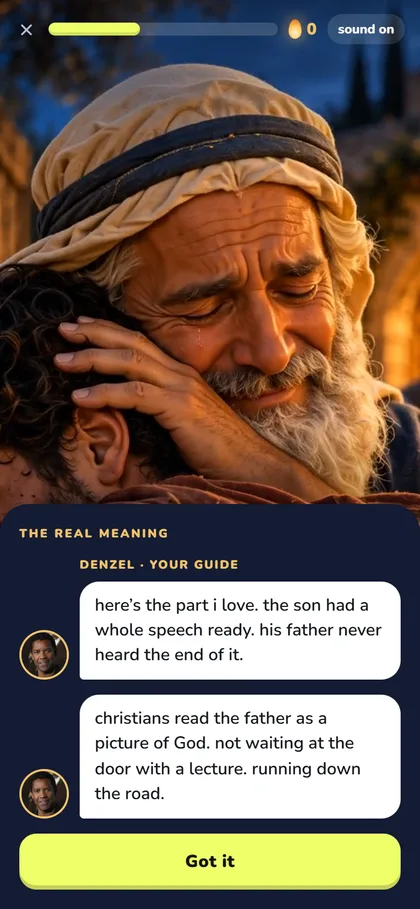 0
sound on
THE REAL MEANING
DENZEL · YOUR GUIDE
here’s the part i love. the son had a
whole speech ready. his father never
heard the end of it.
christians read the father as a
picture of God. not waiting at the
door with a lecture. running down
the road.
Got it